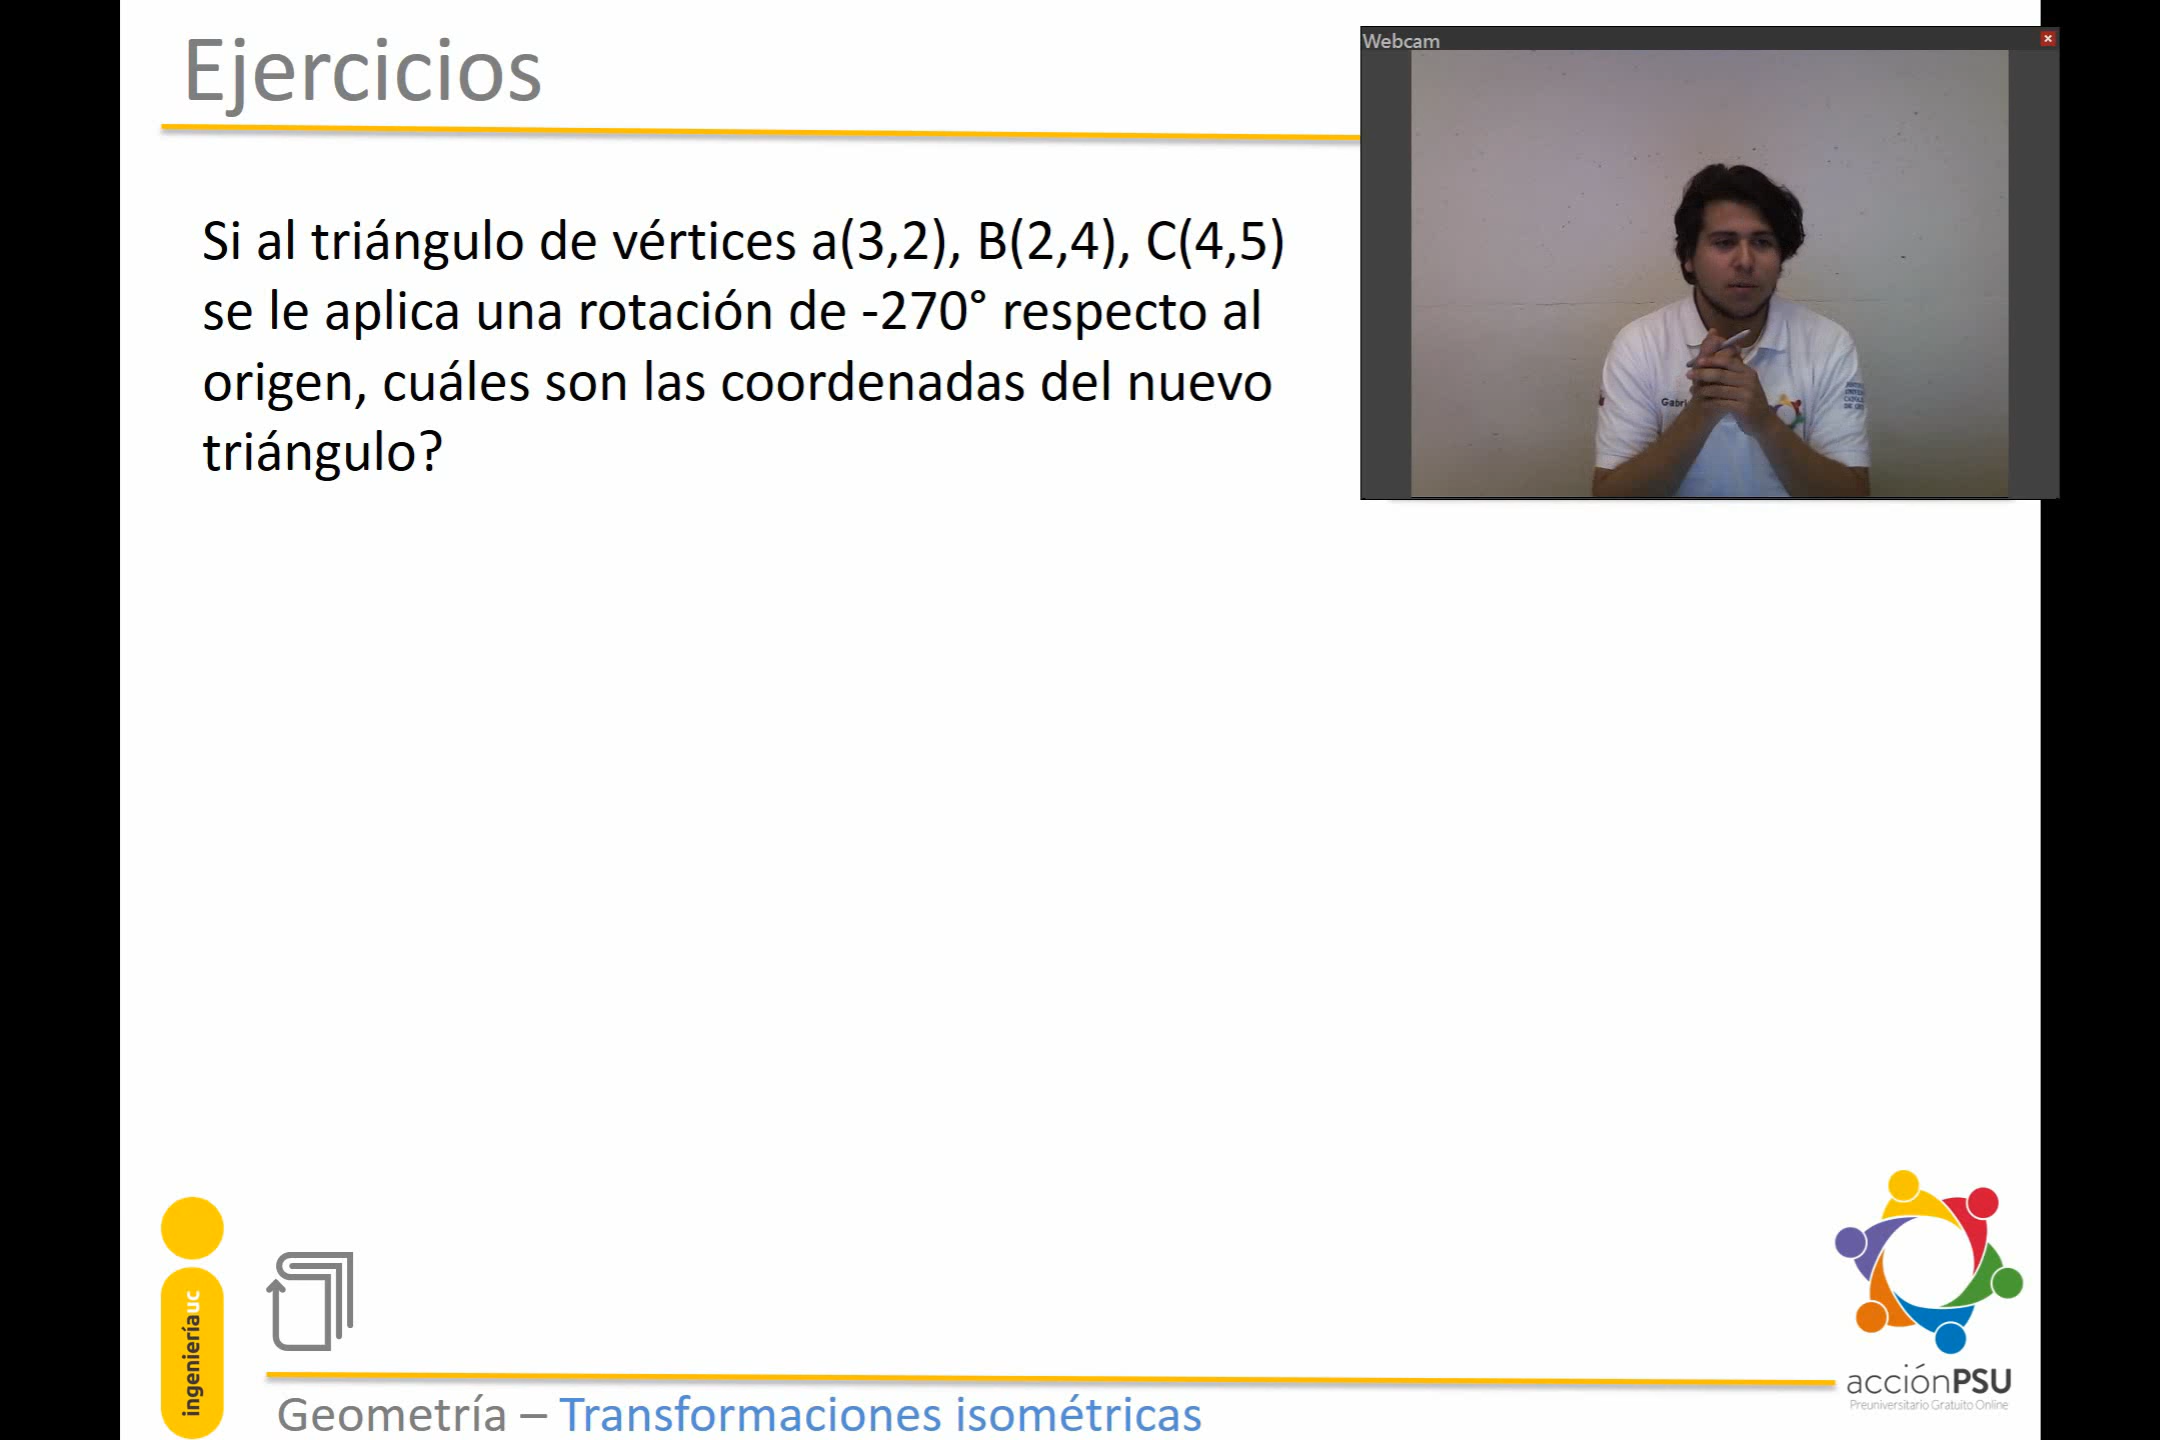 Ejercicios
Webcam
Si al triángulo de vértices a(3,2), B(2,4), C(4,5)
se le aplica una rotación de -270° respecto al
origen, cuáles son las coordenadas del nuevo
triángulo?
ingenieríauc
Geometría – Transformaciones isométricas
acciónPSU
Preuniversitario Gratuito Online